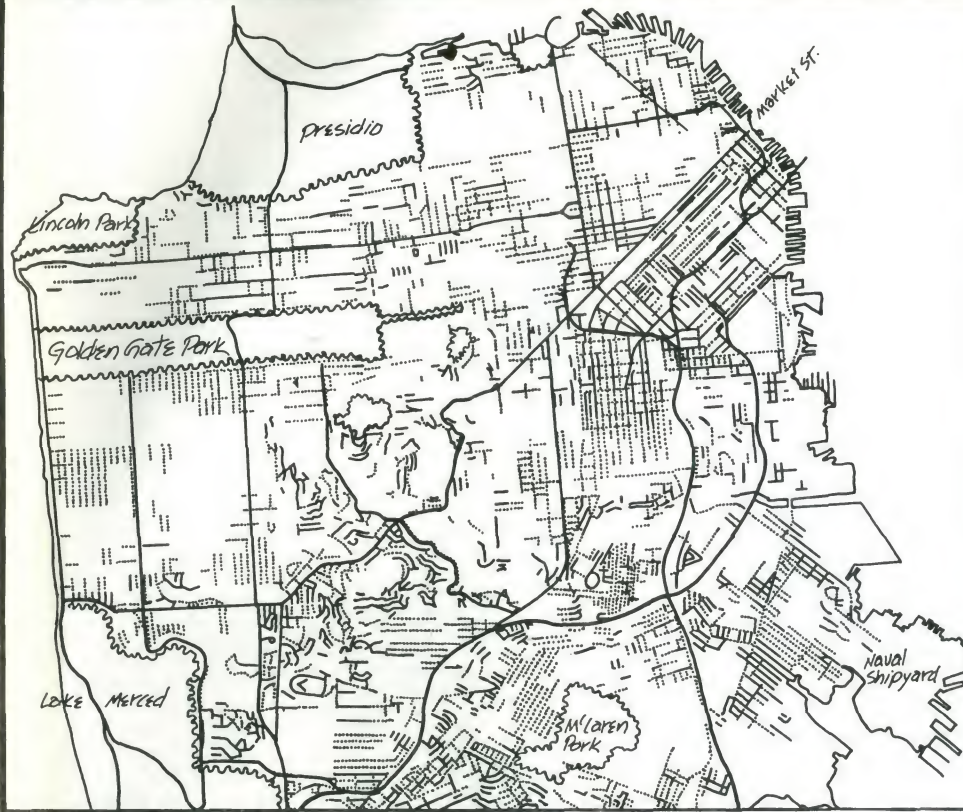 Market St.
Presidio
Lincoln Park
Golden Gate Park
Naval
Shipyard
Lake Merced
McLaren
Park